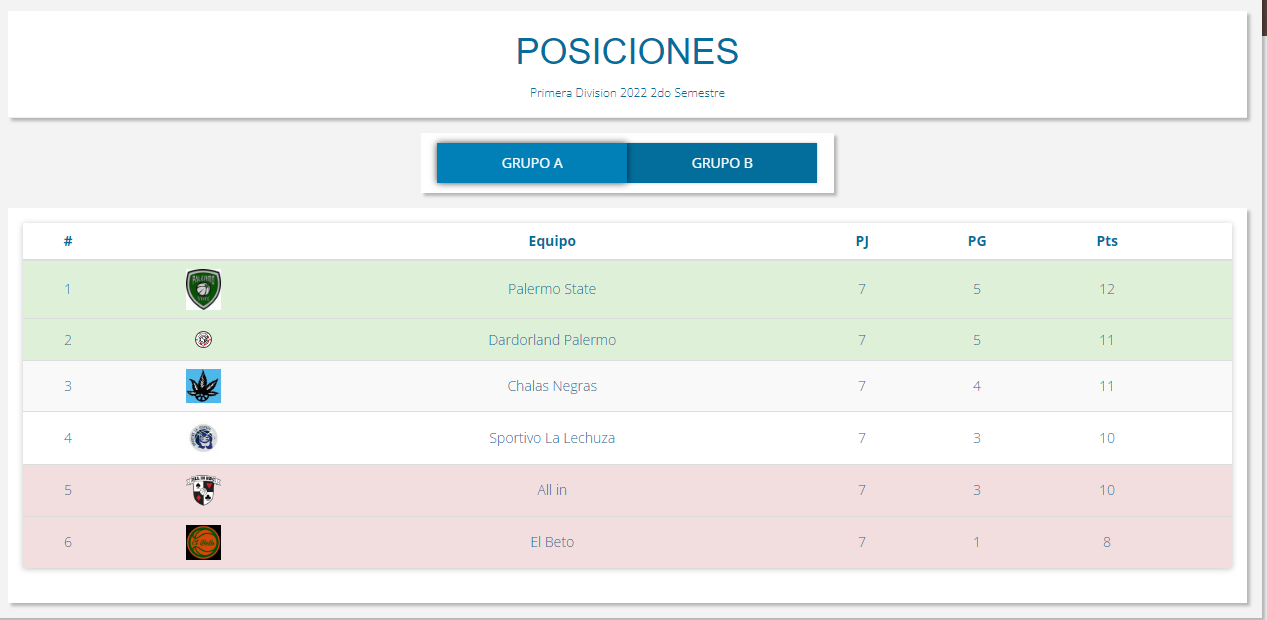 POSICIONES
Primera Division 2022 2do Semestre
GRUPO A GRUPO B
# Equipo PJ PG Pts
1 Palermo State 7 5 12
2 Dardorland Palermo 7 5 11
3 Chalas Negras 7 4 11
4 Sportivo La Lechuza 7 3 10
5 All in 7 3 10
6 El Beto 7 1 8